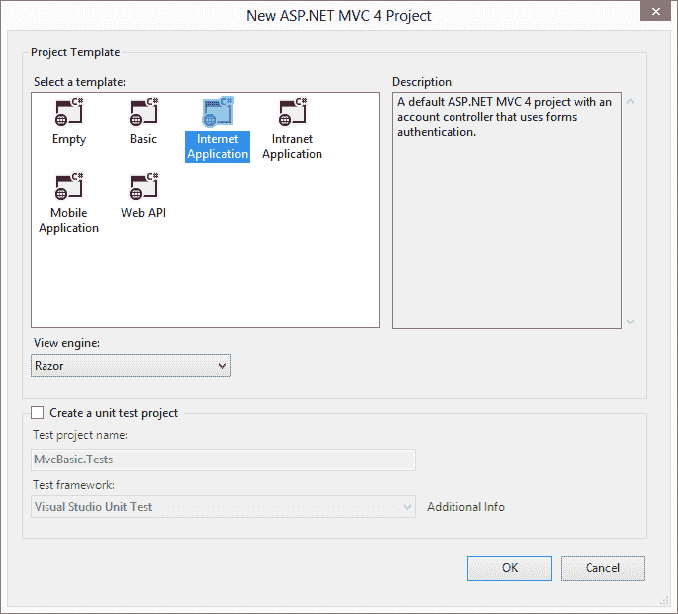 New ASP.NET MVC 4 Project
Project Template
Select a template:
C#
Empty
C#
Basic
C#
Internet
Application
C#
Intranet
Application
C#
Mobile
Application
C#
Web API
Description
A default ASP.NET MVC 4 project with an
account controller that uses forms
authentication.
View engine:
Razor
Create a unit test project
Test project name:
MvcBasic.Tests
Test framework:
Visual Studio Unit Test
Additional Info
OK
Cancel